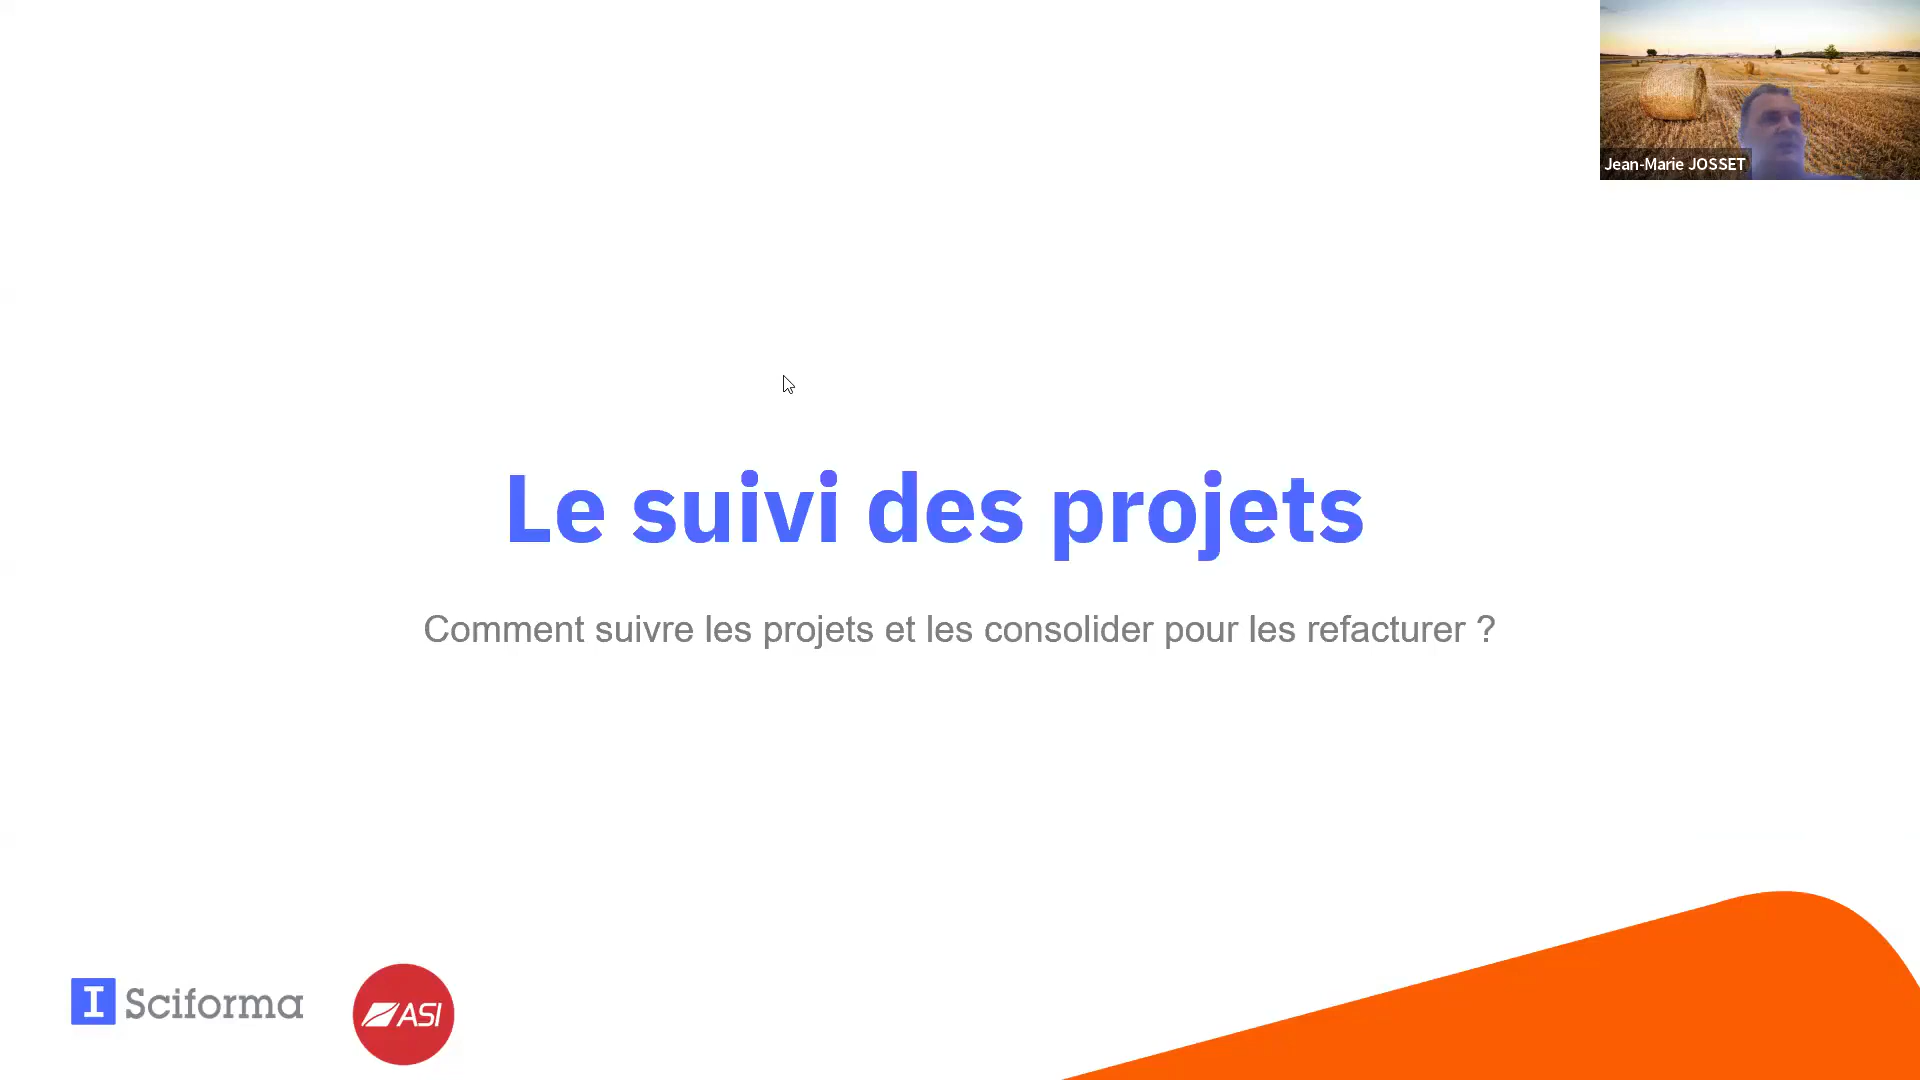 Jean-Marie JOSSET
Le suivi des projets
Comment suivre les projets et les consolider pour les refacturer ?
I Sciforma
ASI